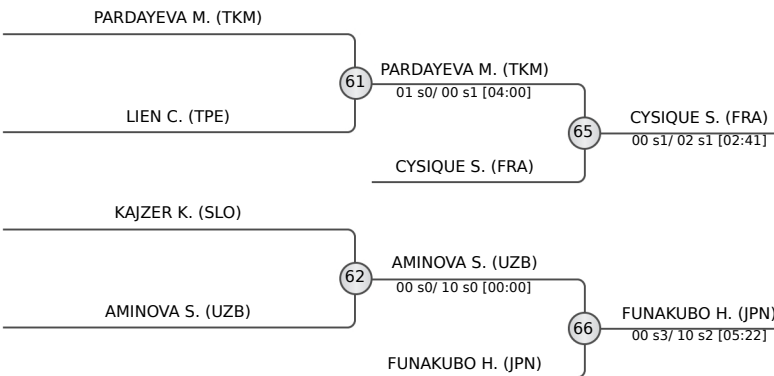 PARDAYEVA M. (TKM)
61
PARDAYEVA M. (TKM)
01 s0/ 00 s1 [04:00]
LIEN C. (TPE)
65
CYSIQUE S. (FRA)
00 s1/ 02 s1 [02:41]
CYSIQUE S. (FRA)
KAJZER K. (SLO)
62
AMINOVA S. (UZB)
00 s0/ 10 s0 [00:00]
AMINOVA S. (UZB)
66
FUNAKUBO H. (JPN)
00 s3/ 10 s2 [05:22]
FUNAKUBO H. (JPN)